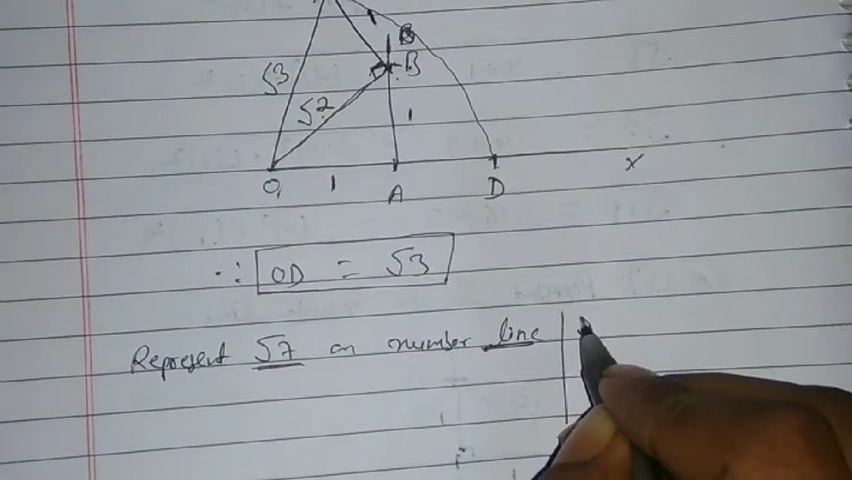 1
B
√3
B
√2
1
O 1 A D X
∴ OD = √3
Represent √7 on number line